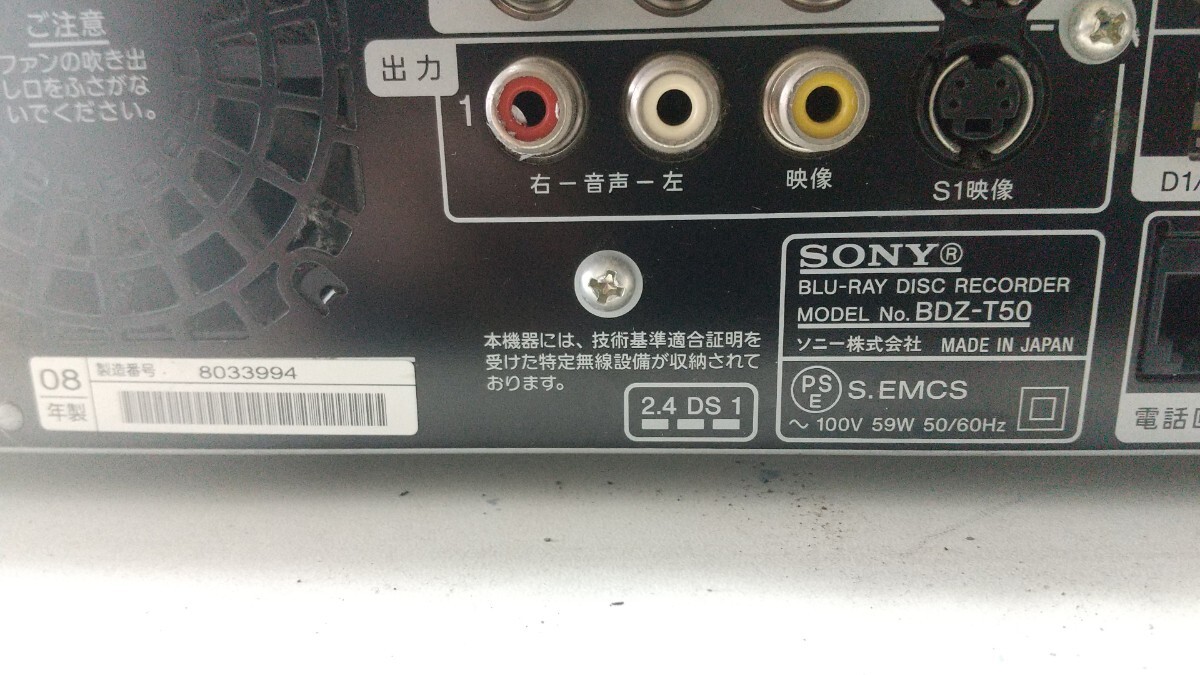 ご注意
ファンの吹き出
し口をふさがな
いでください。
出力
1
右ー音声ー左
映像
S1映像
D1/
SONY®
BLU-RAY DISC RECORDER
MODEL No. BDZ-T50
ソニー株式会社 MADE IN JAPAN
PS
E
S.EMCS
～ 100V 59W 50/60Hz
本機器には、技術基準適合証明を
受けた特定無線設備が収納されて
おります。
2.4 DS 1
08
年製
製造番号
8033994
電話